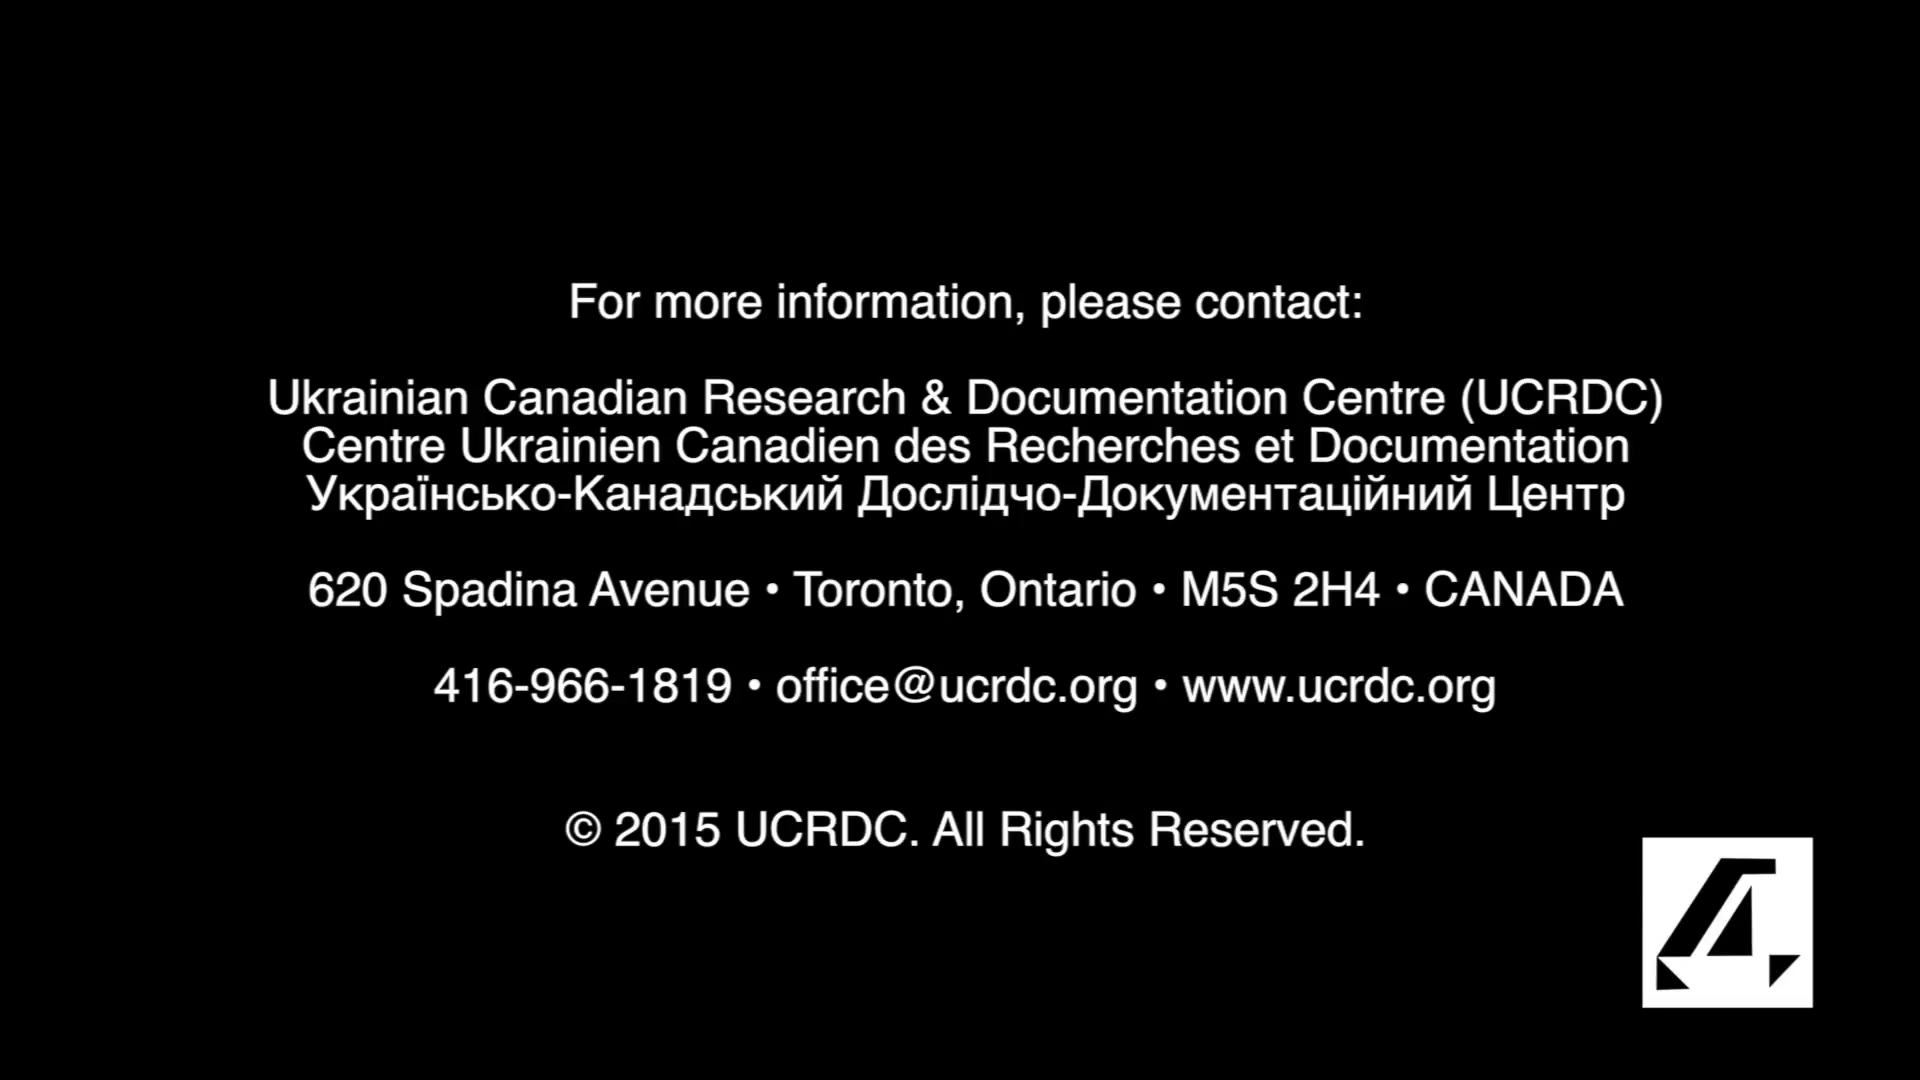 For more information, please contact:
Ukrainian Canadian Research & Documentation Centre (UCRDC)
Centre Ukrainien Canadien des Recherches et Documentation
Українсько-Канадський Дослідчо-Документаційний Центр
620 Spadina Avenue • Toronto, Ontario • M5S 2H4 • CANADA
416-966-1819 • office@ucrdc.org • www.ucrdc.org
© 2015 UCRDC. All Rights Reserved.